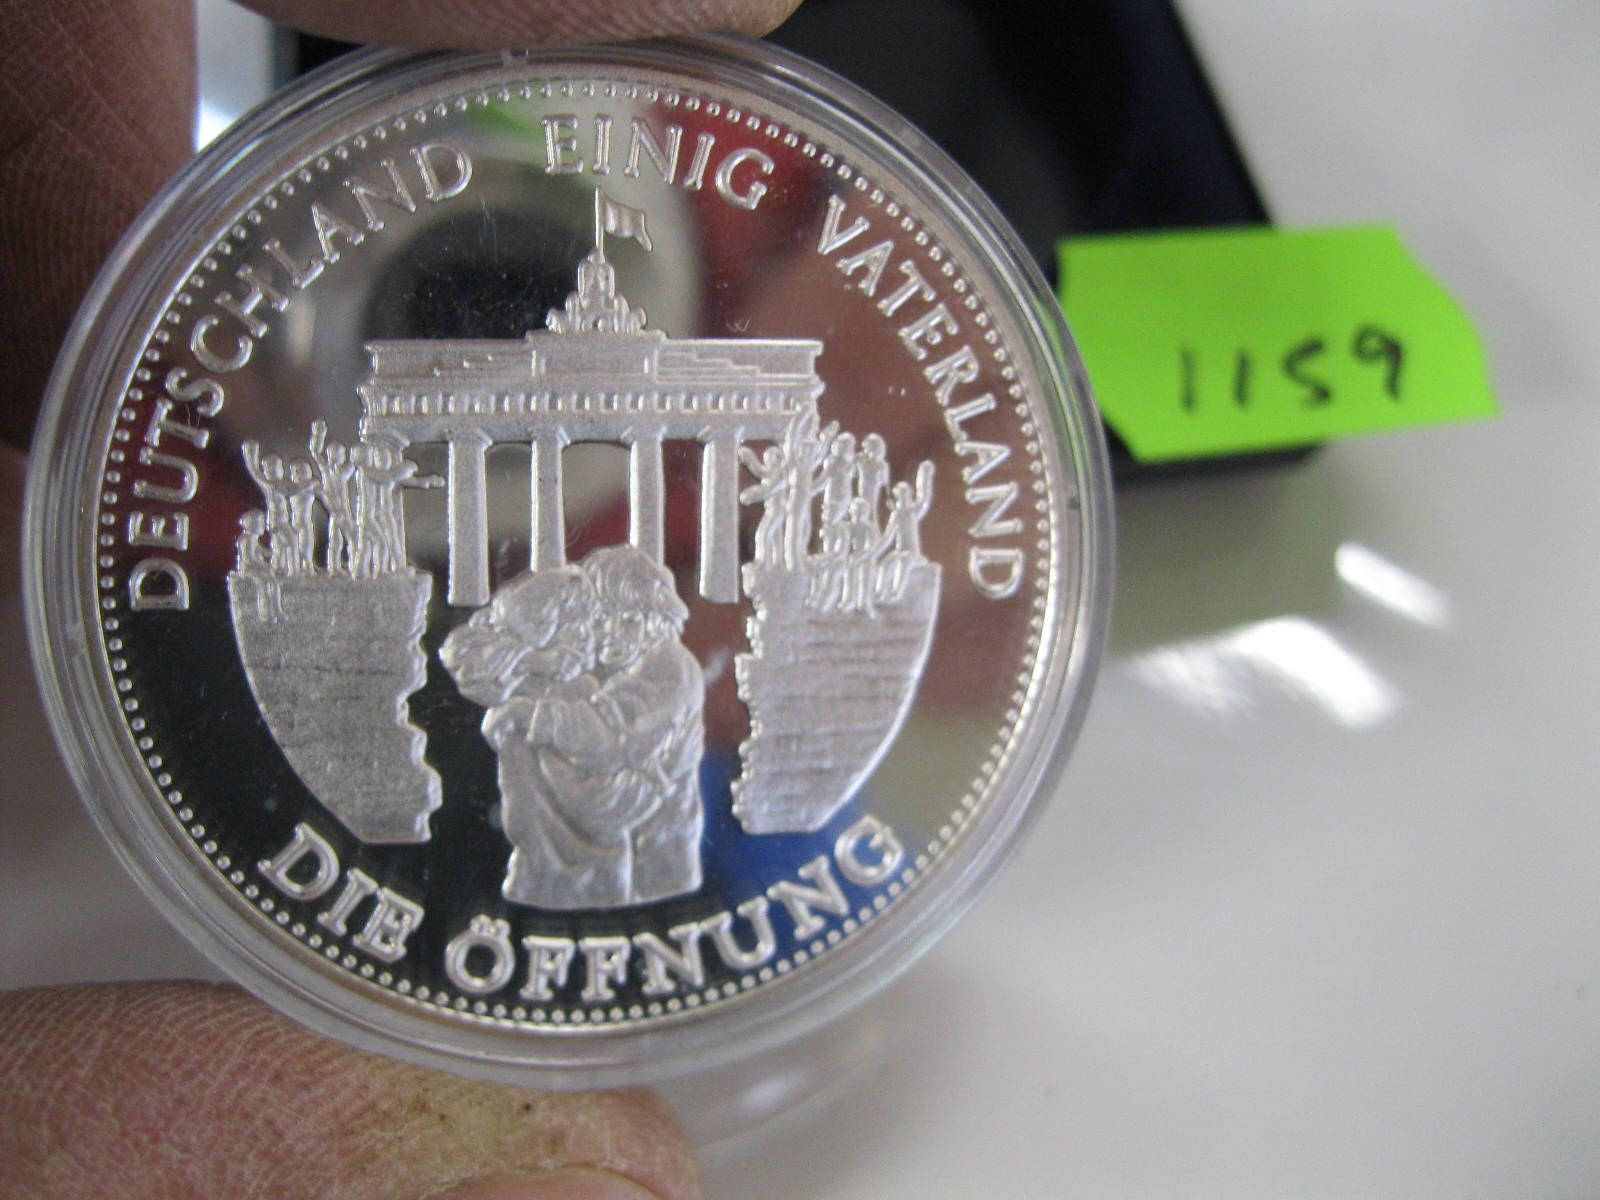 DEUTSCHLAND EINIG VATERLAND
DIE ÖFFNUNG
1159